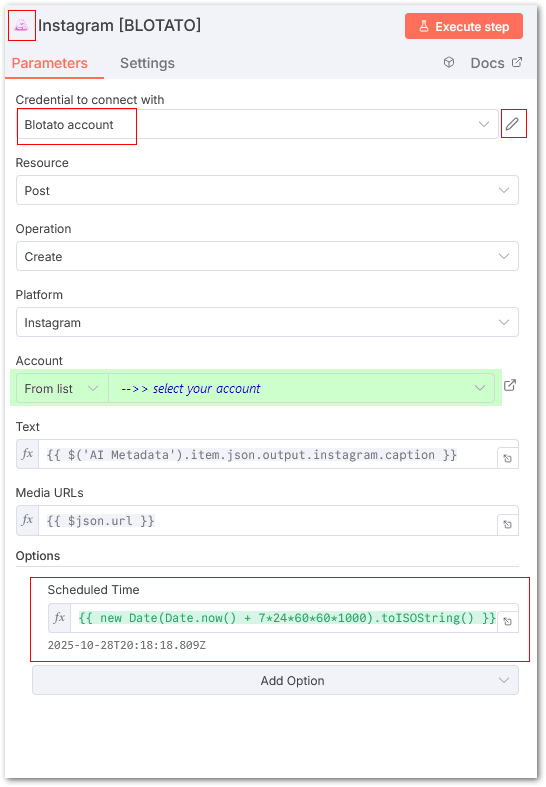 Instagram [BLOTATO]
Execute step
Parameters
Settings
Docs
Credential to connect with
Blotato account
Resource
Post
Operation
Create
Platform
Instagram
Account
From list
-->> select your account
Text
fx
{{ $('AI Metadata').item.json.output.instagram.caption }}
Media URLs
fx
{{ $json.url }}
Options
Scheduled Time
fx
{{ new Date(Date.now() + 7*24*60*60*1000).toISOString() }}
2025-10-28T20:18:18.809Z
Add Option